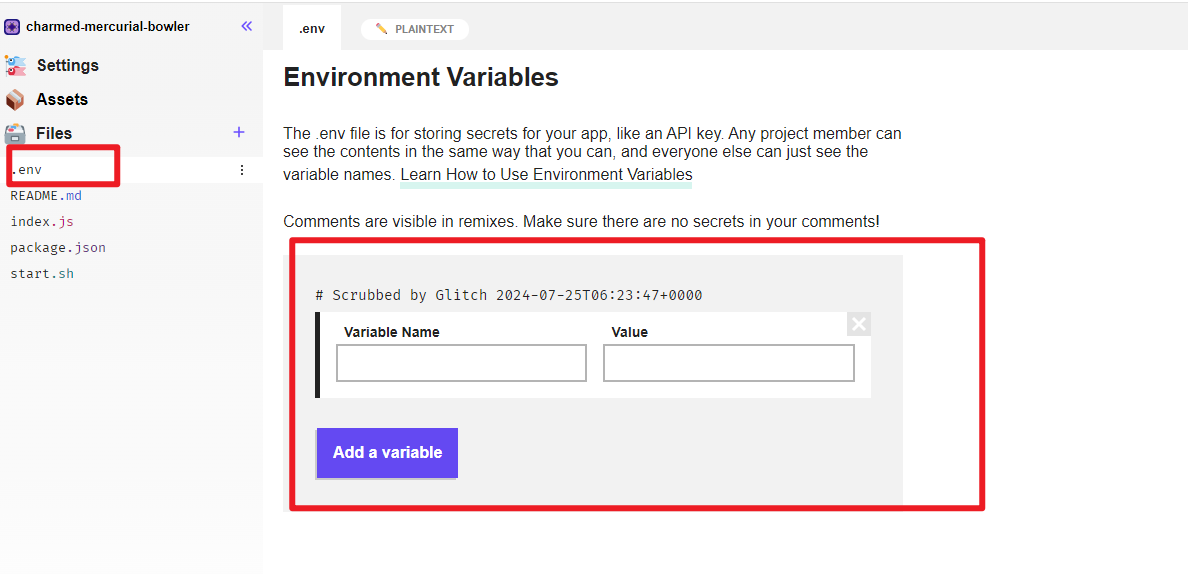 charmed-mercurial-bowler
Settings
Assets
Files
.env
README.md
index.js
package.json
start.sh
.env
PLAINTEXT
Environment Variables
The .env file is for storing secrets for your app, like an API key. Any project member can
see the contents in the same way that you can, and everyone else can just see the
variable names. Learn How to Use Environment Variables
Comments are visible in remixes. Make sure there are no secrets in your comments!
# Scrubbed by Glitch 2024-07-25T06:23:47+0000
Variable Name Value
Add a variable